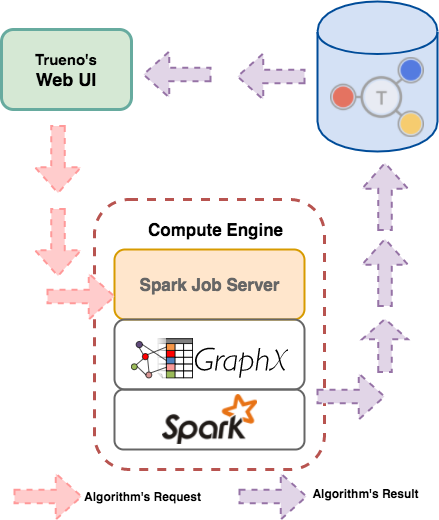 Trueno's
Web UI
T
Compute Engine
Spark Job Server
GraphX
Spark
Algorithm's Request
Algorithm's Result